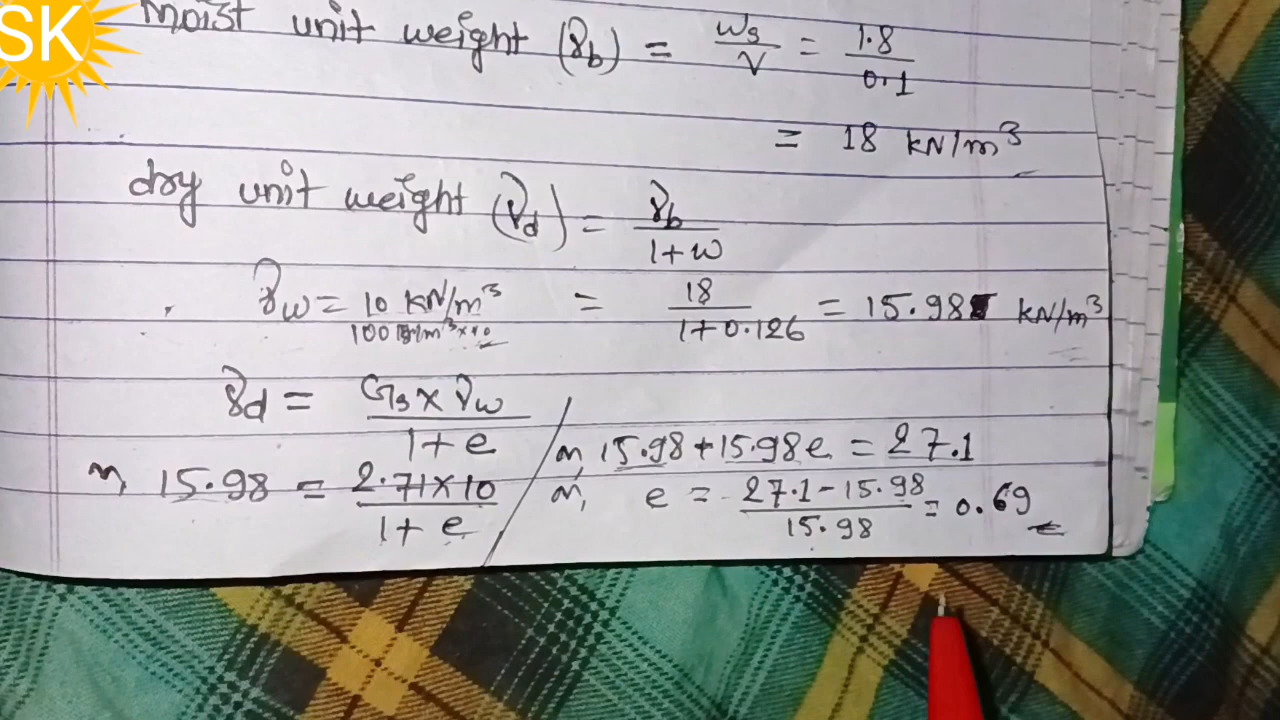 SK
Moist unit weight (γb) = Ws/V = 1.8/0.1
= 18 kN/m³
dry unit weight (γd) = γb/1+w
γw = 10 kN/m³ = 18/1+0.126 = 15.98 kN/m³
γd = Gs×γw/1+e
15.98 = 2.71×10/1+e
15.98+15.98e = 27.1
e = 27.1-15.98/15.98 = 0.69